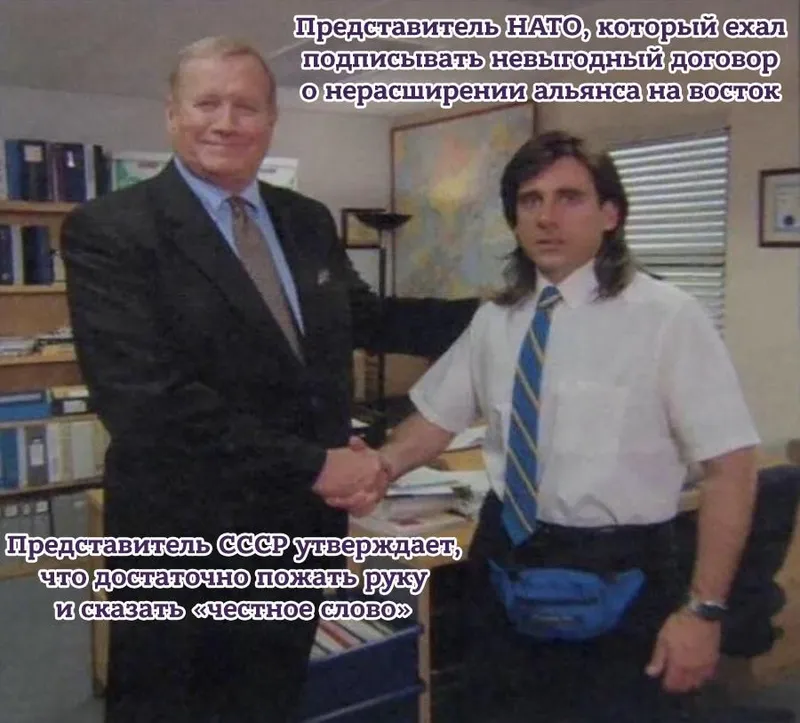 Представитель НАТО, который ехал
подписывать невыгодный договор
о нерасширении альянса на восток
Представитель СССР утверждает,
что достаточно пожать руку
и сказать «честное слово»